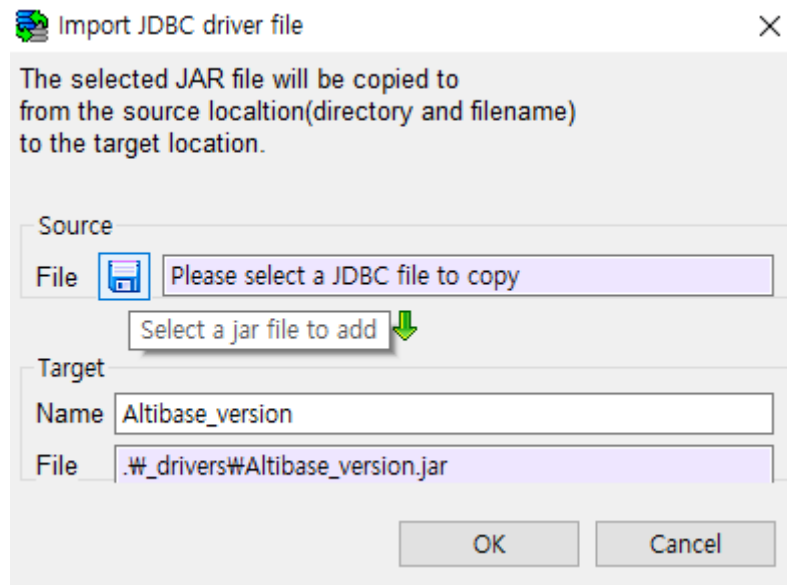 Import JDBC driver file
The selected JAR file will be copied to
from the source localtion(directory and filename)
to the target location.
Source
File Please select a JDBC file to copy
Select a jar file to add
Target
Name Altibase_version
File .₩_drivers₩Altibase_version.jar
OK Cancel